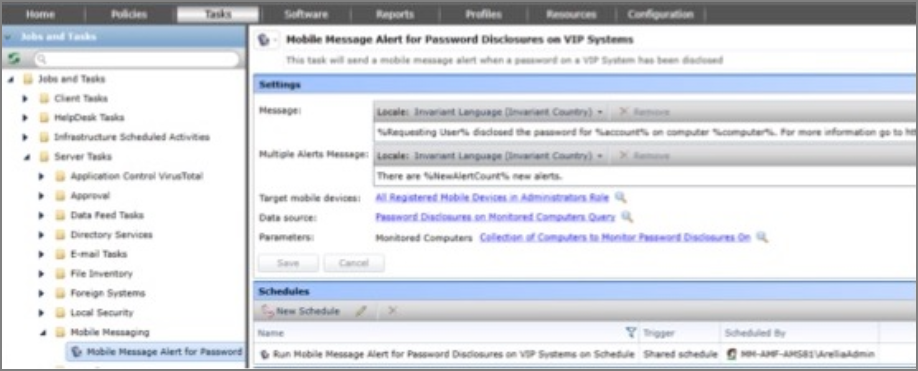 Home Policies Tasks Software Reports Profiles Resources Configuration
Jobs and Tasks
Jobs and Tasks
Client Tasks
HelpDesk Tasks
Infrastructure Scheduled Activities
Server Tasks
Application Control VirusTotal
Approval
Data Feed Tasks
Directory Services
E-mail Tasks
File Inventory
Foreign Systems
Local Security
Mobile Messaging
Mobile Message Alert for Password
Mobile Message Alert for Password Disclosures on VIP Systems
This task will send a mobile message alert when a password on a VIP System has been disclosed
Settings
Message: Locale: Invariant Language (Invariant Country) Remove
%Requesting User% disclosed the password for %account% on computer %computer%. For more information go to ht
Multiple Alerts Message: Locale: Invariant Language (Invariant Country) Remove
There are %NewAlertCount% new alerts.
Target mobile devices: All Registered Mobile Devices in Administrators Role
Data source: Password Disclosures on Monitored Computers Query
Parameters: Monitored Computers Collection of Computers to Monitor Password Disclosures On
Save Cancel
Schedules
New Schedule
Name Trigger Scheduled By
Run Mobile Message Alert for Password Disclosures on VIP Systems on Schedule Shared schedule MM-AMF-AMS81\ArelliaAdmin